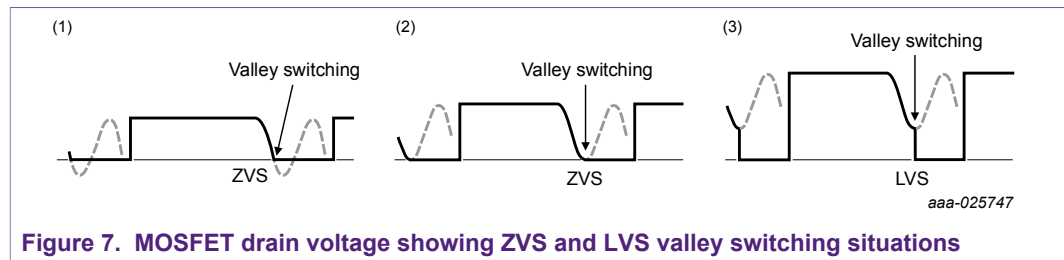 (1)
Valley switching
ZVS
(2)
Valley switching
ZVS
(3)
Valley switching
LVS
aaa-025747
Figure 7. MOSFET drain voltage showing ZVS and LVS valley switching situations